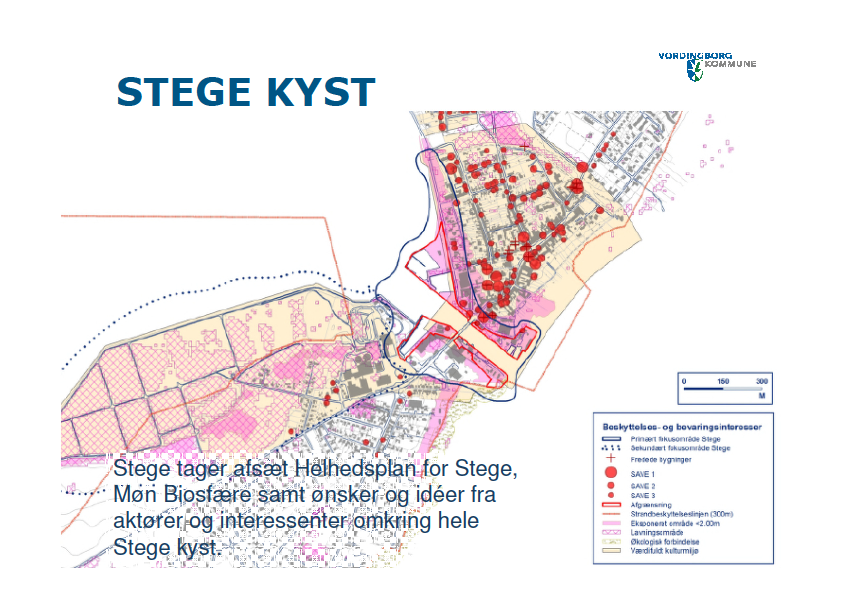 VORDINGBORG
KOMMUNE
STEGE KYST
0 150 300
M
Beskyttelses- og bevaringsinteresser
Primært fokusområde Stege
Sekundært fokusområde Stege
Fredede bygninger
SAVE 1
SAVE 2
SAVE 3
Afgrænsning
Strandbeskyttelseslinjen (300m)
Eksponeret område <2.00m
Lavningsområde
Økologisk forbindelse
Værdifuldt kulturmiljø
Stege tager afsæt Helhedsplan for Stege,
Møn Biosfære samt ønsker og idéer fra
aktører og interessenter omkring hele
Stege kyst.